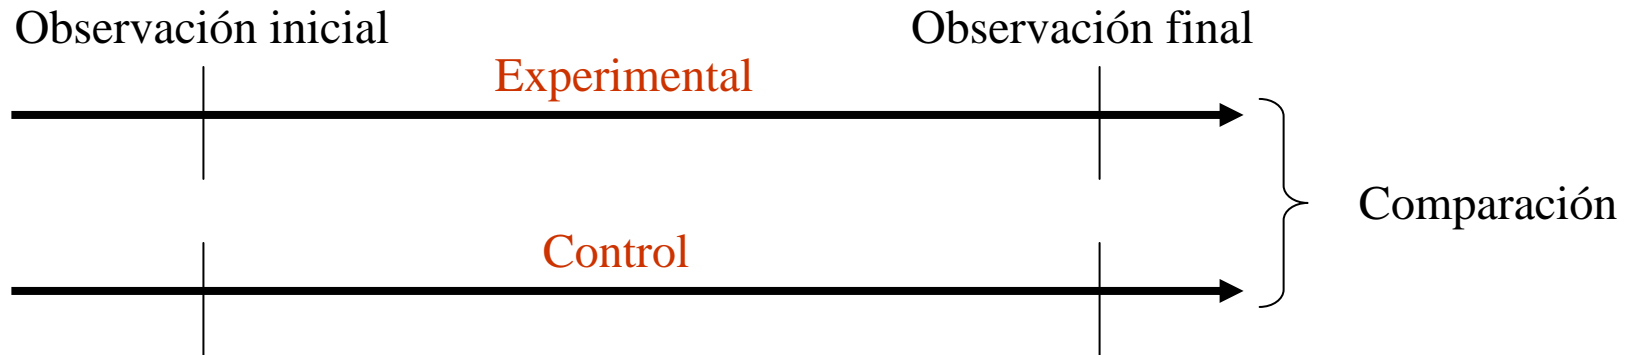 Observación inicial
Observación final
Experimental
Comparación
Control